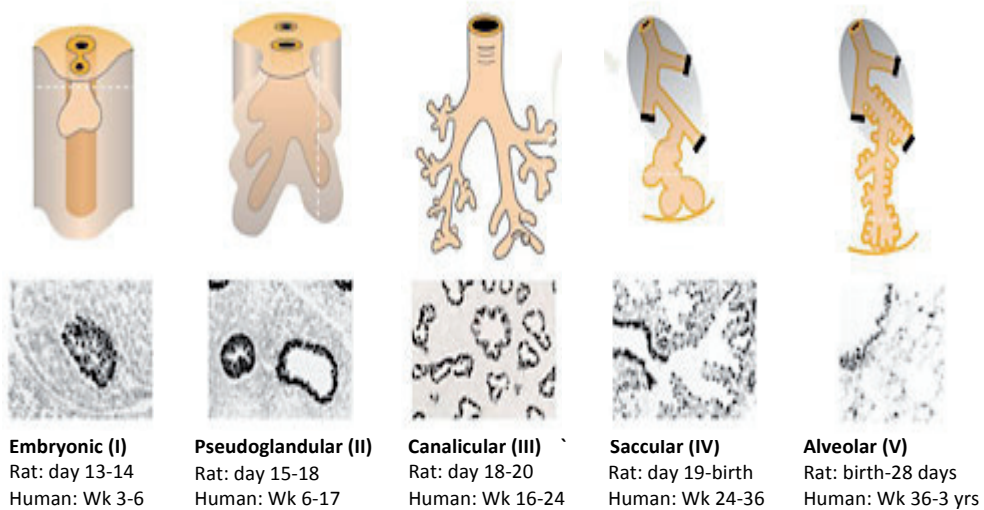 Embryonic (I)
Rat: day 13-14
Human: Wk 3-6
Pseudoglandular (II)
Rat: day 15-18
Human: Wk 6-17
Canalicular (III) `
Rat: day 18-20
Human: Wk 16-24
Saccular (IV)
Rat: day 19-birth
Human: Wk 24-36
Alveolar (V)
Rat: birth-28 days
Human: Wk 36-3 yrs